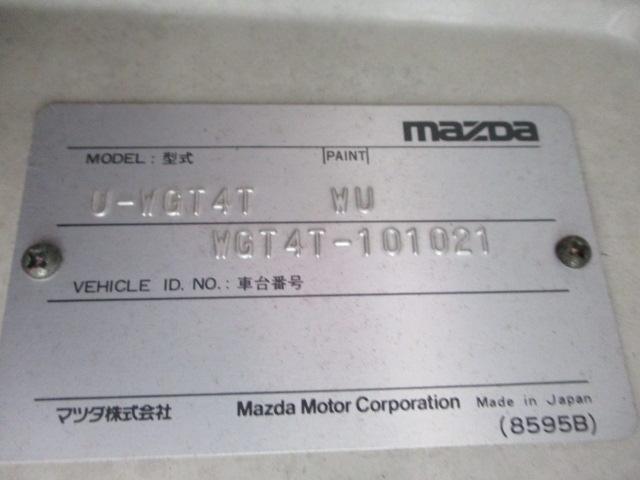 mazda
MODEL : 型式 PAINT
U-WGT4T WU
WGT4T-101021
VEHICLE ID. NO. : 車台番号
マツダ株式会社 Mazda Motor Corporation Made in Japan
(8595B)